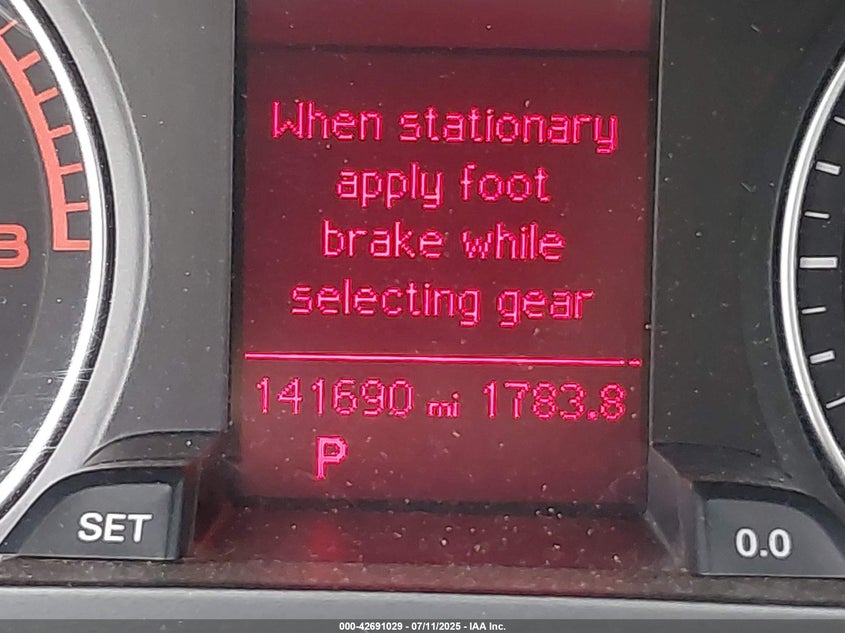 When stationary
apply foot
brake while
selecting gear
141690 mi 1783.8
P
SET
0.0
000-42691029 - 07/11/2025 - IAA Inc.